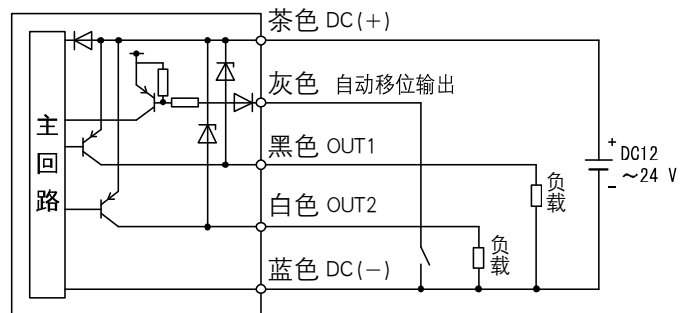 茶色 DC(+)
灰色 自动移位输出
主回路
黑色 OUT1
+
DC12
~24 V
-
负载
白色 OUT2
负载
蓝色 DC(-)